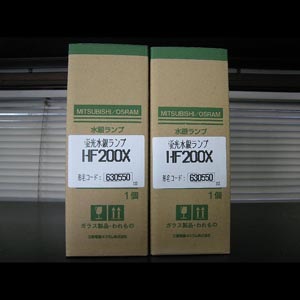 MITSUBISHI/OSRAM
水銀ランプ
蛍光水銀ランプ
HF200X
形名コード: 630550
1個
ガラス製品・われもの
MITSUBISHI/OSRAM
水銀ランプ
蛍光水銀ランプ
HF200X
形名コード: 630550
1個
ガラス製品・われもの